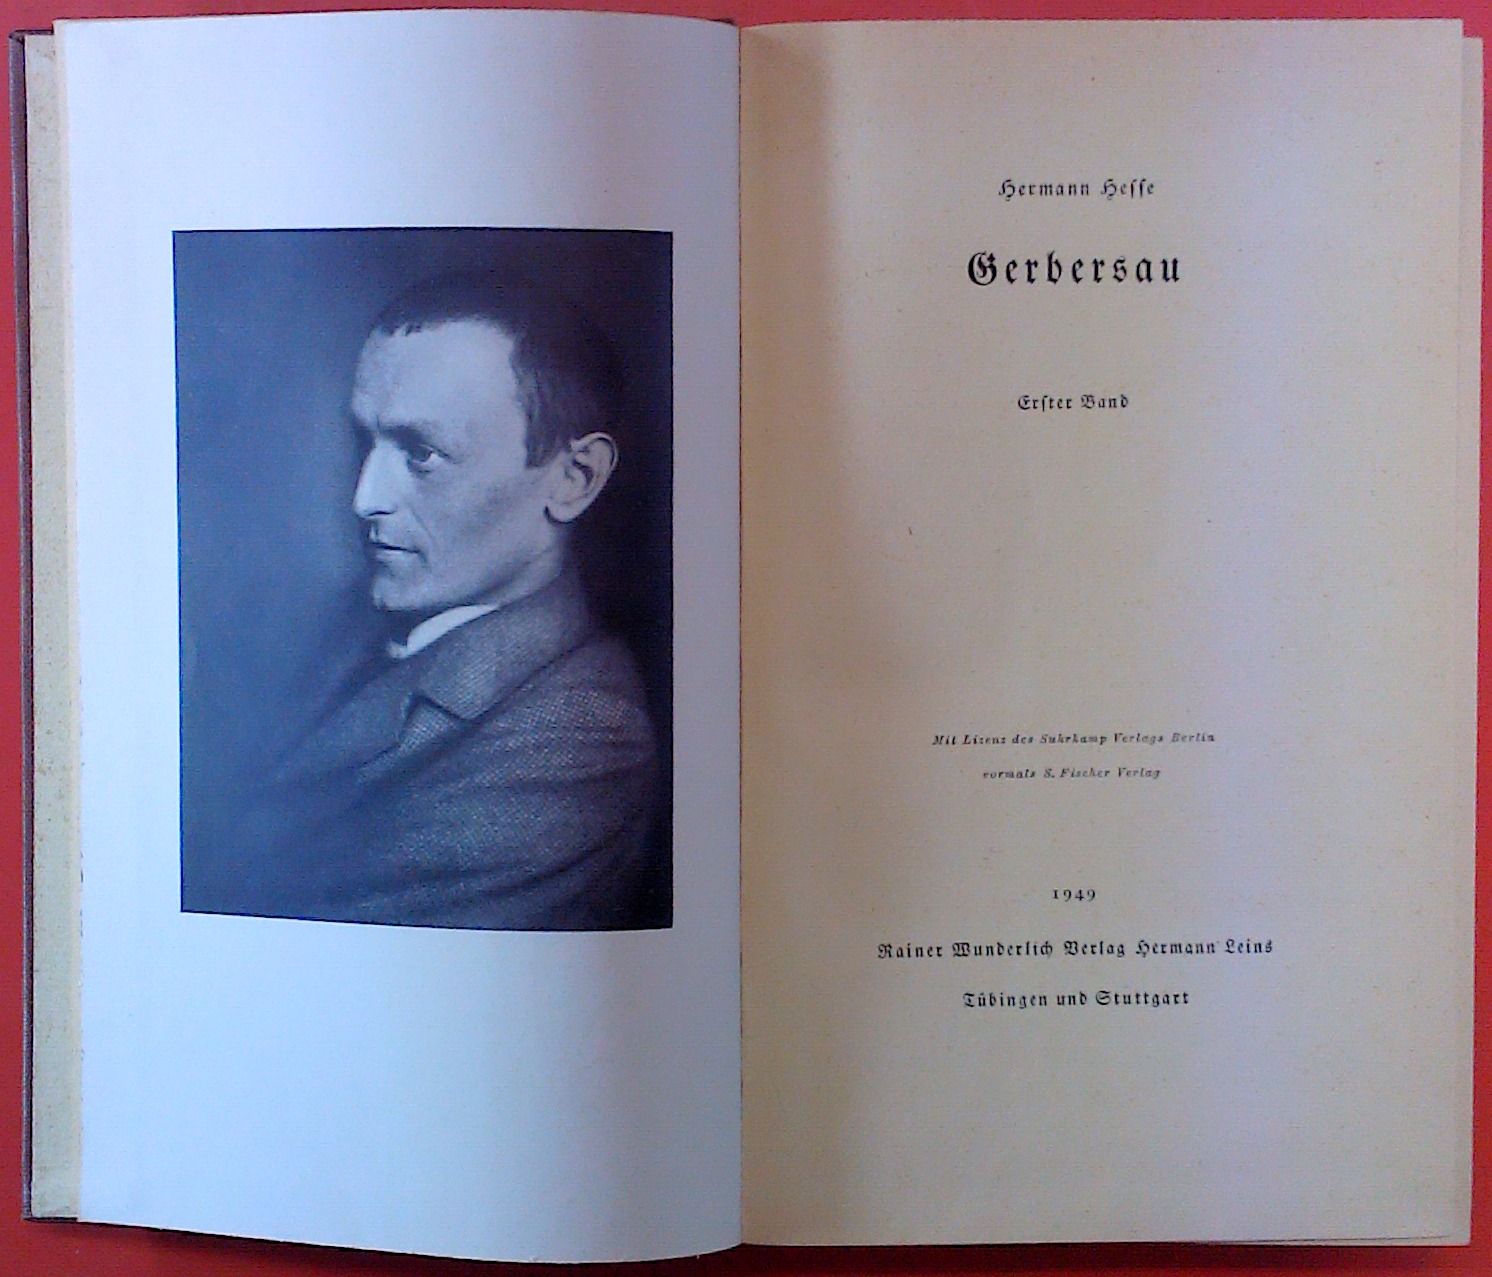 Hermann Hesse
Gerbersau
Erster Band
Mit Lizenz des Suhrkamp Verlags Berlin
vormals S. Fischer Verlag
1949
Rainer Wunderlich Verlag Hermann Leins
Tübingen und Stuttgart